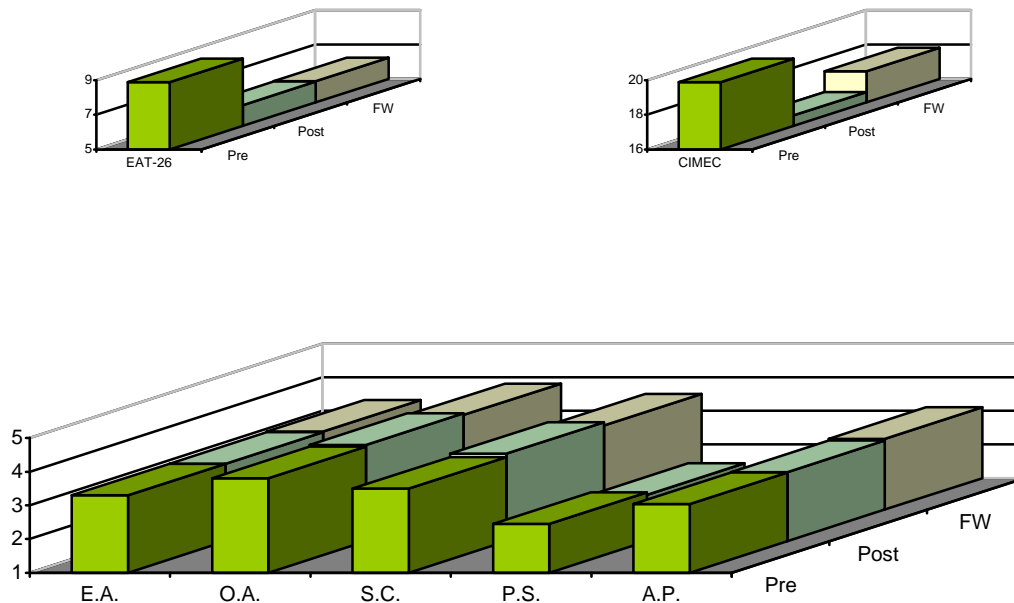 9
7
5
EAT-26
Pre
Post
FW
20
18
16
CIMEC
Pre
Post
FW
5
4
3
2
1
E.A.
O.A.
S.C.
P.S.
A.P.
Pre
Post
FW